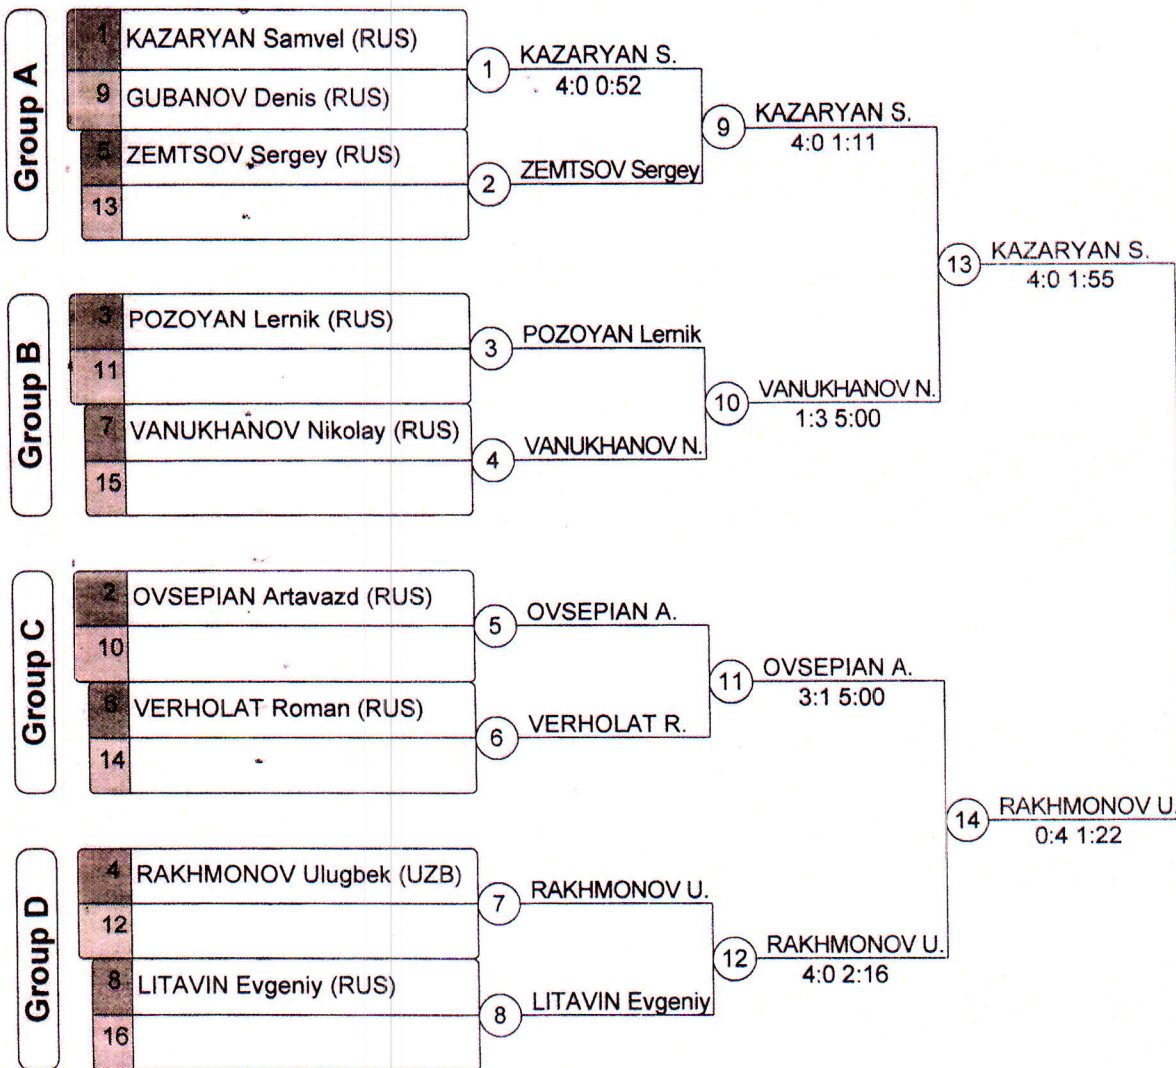 Group A
1 KAZARYAN Samvel (RUS)
9 GUBANOV Denis (RUS)
5 ZEMTSOV Sergey (RUS)
13
1 KAZARYAN S.
4:0 0:52
2 ZEMTSOV Sergey
9 KAZARYAN S.
4:0 1:11
Group B
3 POZOYAN Lernik (RUS)
11
7 VANUKHANOV Nikolay (RUS)
15
3 POZOYAN Lernik
4 VANUKHANOV N.
10 VANUKHANOV N.
1:3 5:00
13 KAZARYAN S.
4:0 1:55
Group C
2 OVSEPIAN Artavazd (RUS)
10
6 VERHOLAT Roman (RUS)
14
5 OVSEPIAN A.
6 VERHOLAT R.
11 OVSEPIAN A.
3:1 5:00
Group D
4 RAKHMONOV Ulugbek (UZB)
12
8 LITAVIN Evgeniy (RUS)
16
7 RAKHMONOV U.
8 LITAVIN Evgeniy
12 RAKHMONOV U.
4:0 2:16
14 RAKHMONOV U.
0:4 1:22